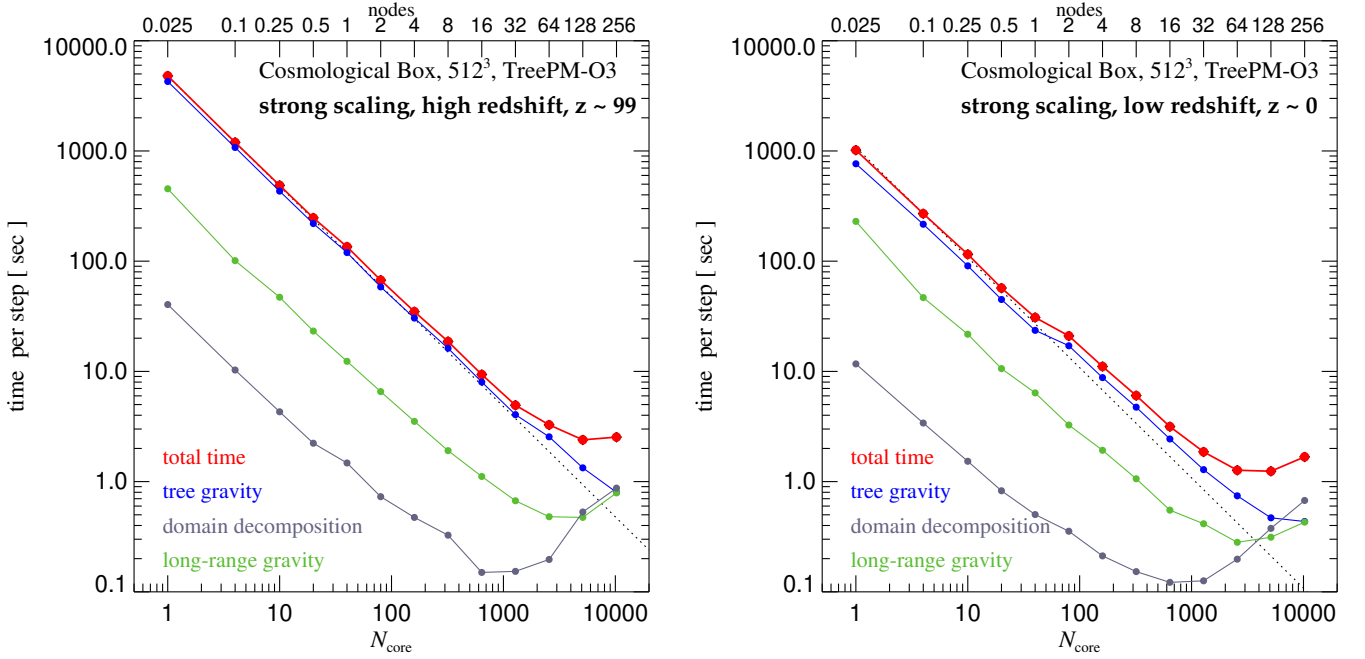 nodes
0.025 0.1 0.25 0.5 1 2 4 8 16 32 64 128 256
10000.0
1000.0
100.0
10.0
1.0
0.1
time per step [ sec ]
Cosmological Box, 512³, TreePM-O3
strong scaling, high redshift, z ~ 99
total time
tree gravity
domain decomposition
long-range gravity
1 10 100 1000 10000
N_core
nodes
0.025 0.1 0.25 0.5 1 2 4 8 16 32 64 128 256
10000.0
1000.0
100.0
10.0
1.0
0.1
time per step [ sec ]
Cosmological Box, 512³, TreePM-O3
strong scaling, low redshift, z ~ 0
total time
tree gravity
domain decomposition
long-range gravity
1 10 100 1000 10000
N_core